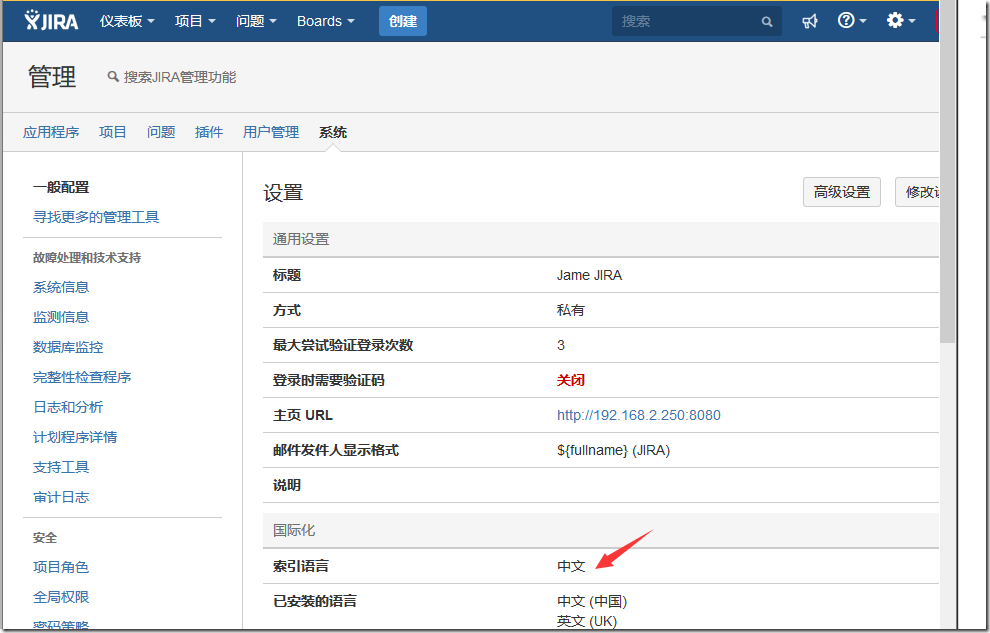 JIRA 仪表板 项目 问题 Boards 创建 搜索
管理 搜索JIRA管理功能
应用程序 项目 问题 插件 用户管理 系统
一般配置
寻找更多的管理工具
故障处理和技术支持
系统信息
监测信息
数据库监控
完整性检查程序
日志和分析
计划程序详情
支持工具
审计日志
安全
项目角色
全局权限
密码策略
设置 高级设置 修改
通用设置
标题 Jame JIRA
方式 私有
最大尝试验证登录次数 3
登录时需要验证码 关闭
主页 URL http://192.168.2.250:8080
邮件发件人显示格式 ${fullname} (JIRA)
说明
国际化
索引语言 中文
已安装的语言 中文 (中国)
英文 (UK)